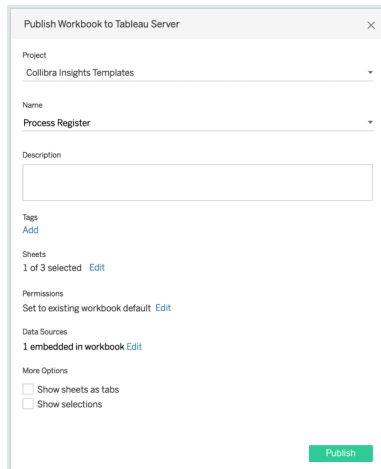 Publish Workbook to Tableau Server
Project
Collibra Insights Templates
Name
Process Register
Description
Tags
Add
Sheets
1 of 3 selected Edit
Permissions
Set to existing workbook default Edit
Data Sources
1 embedded in workbook Edit
More Options
Show sheets as tabs
Show selections
Publish